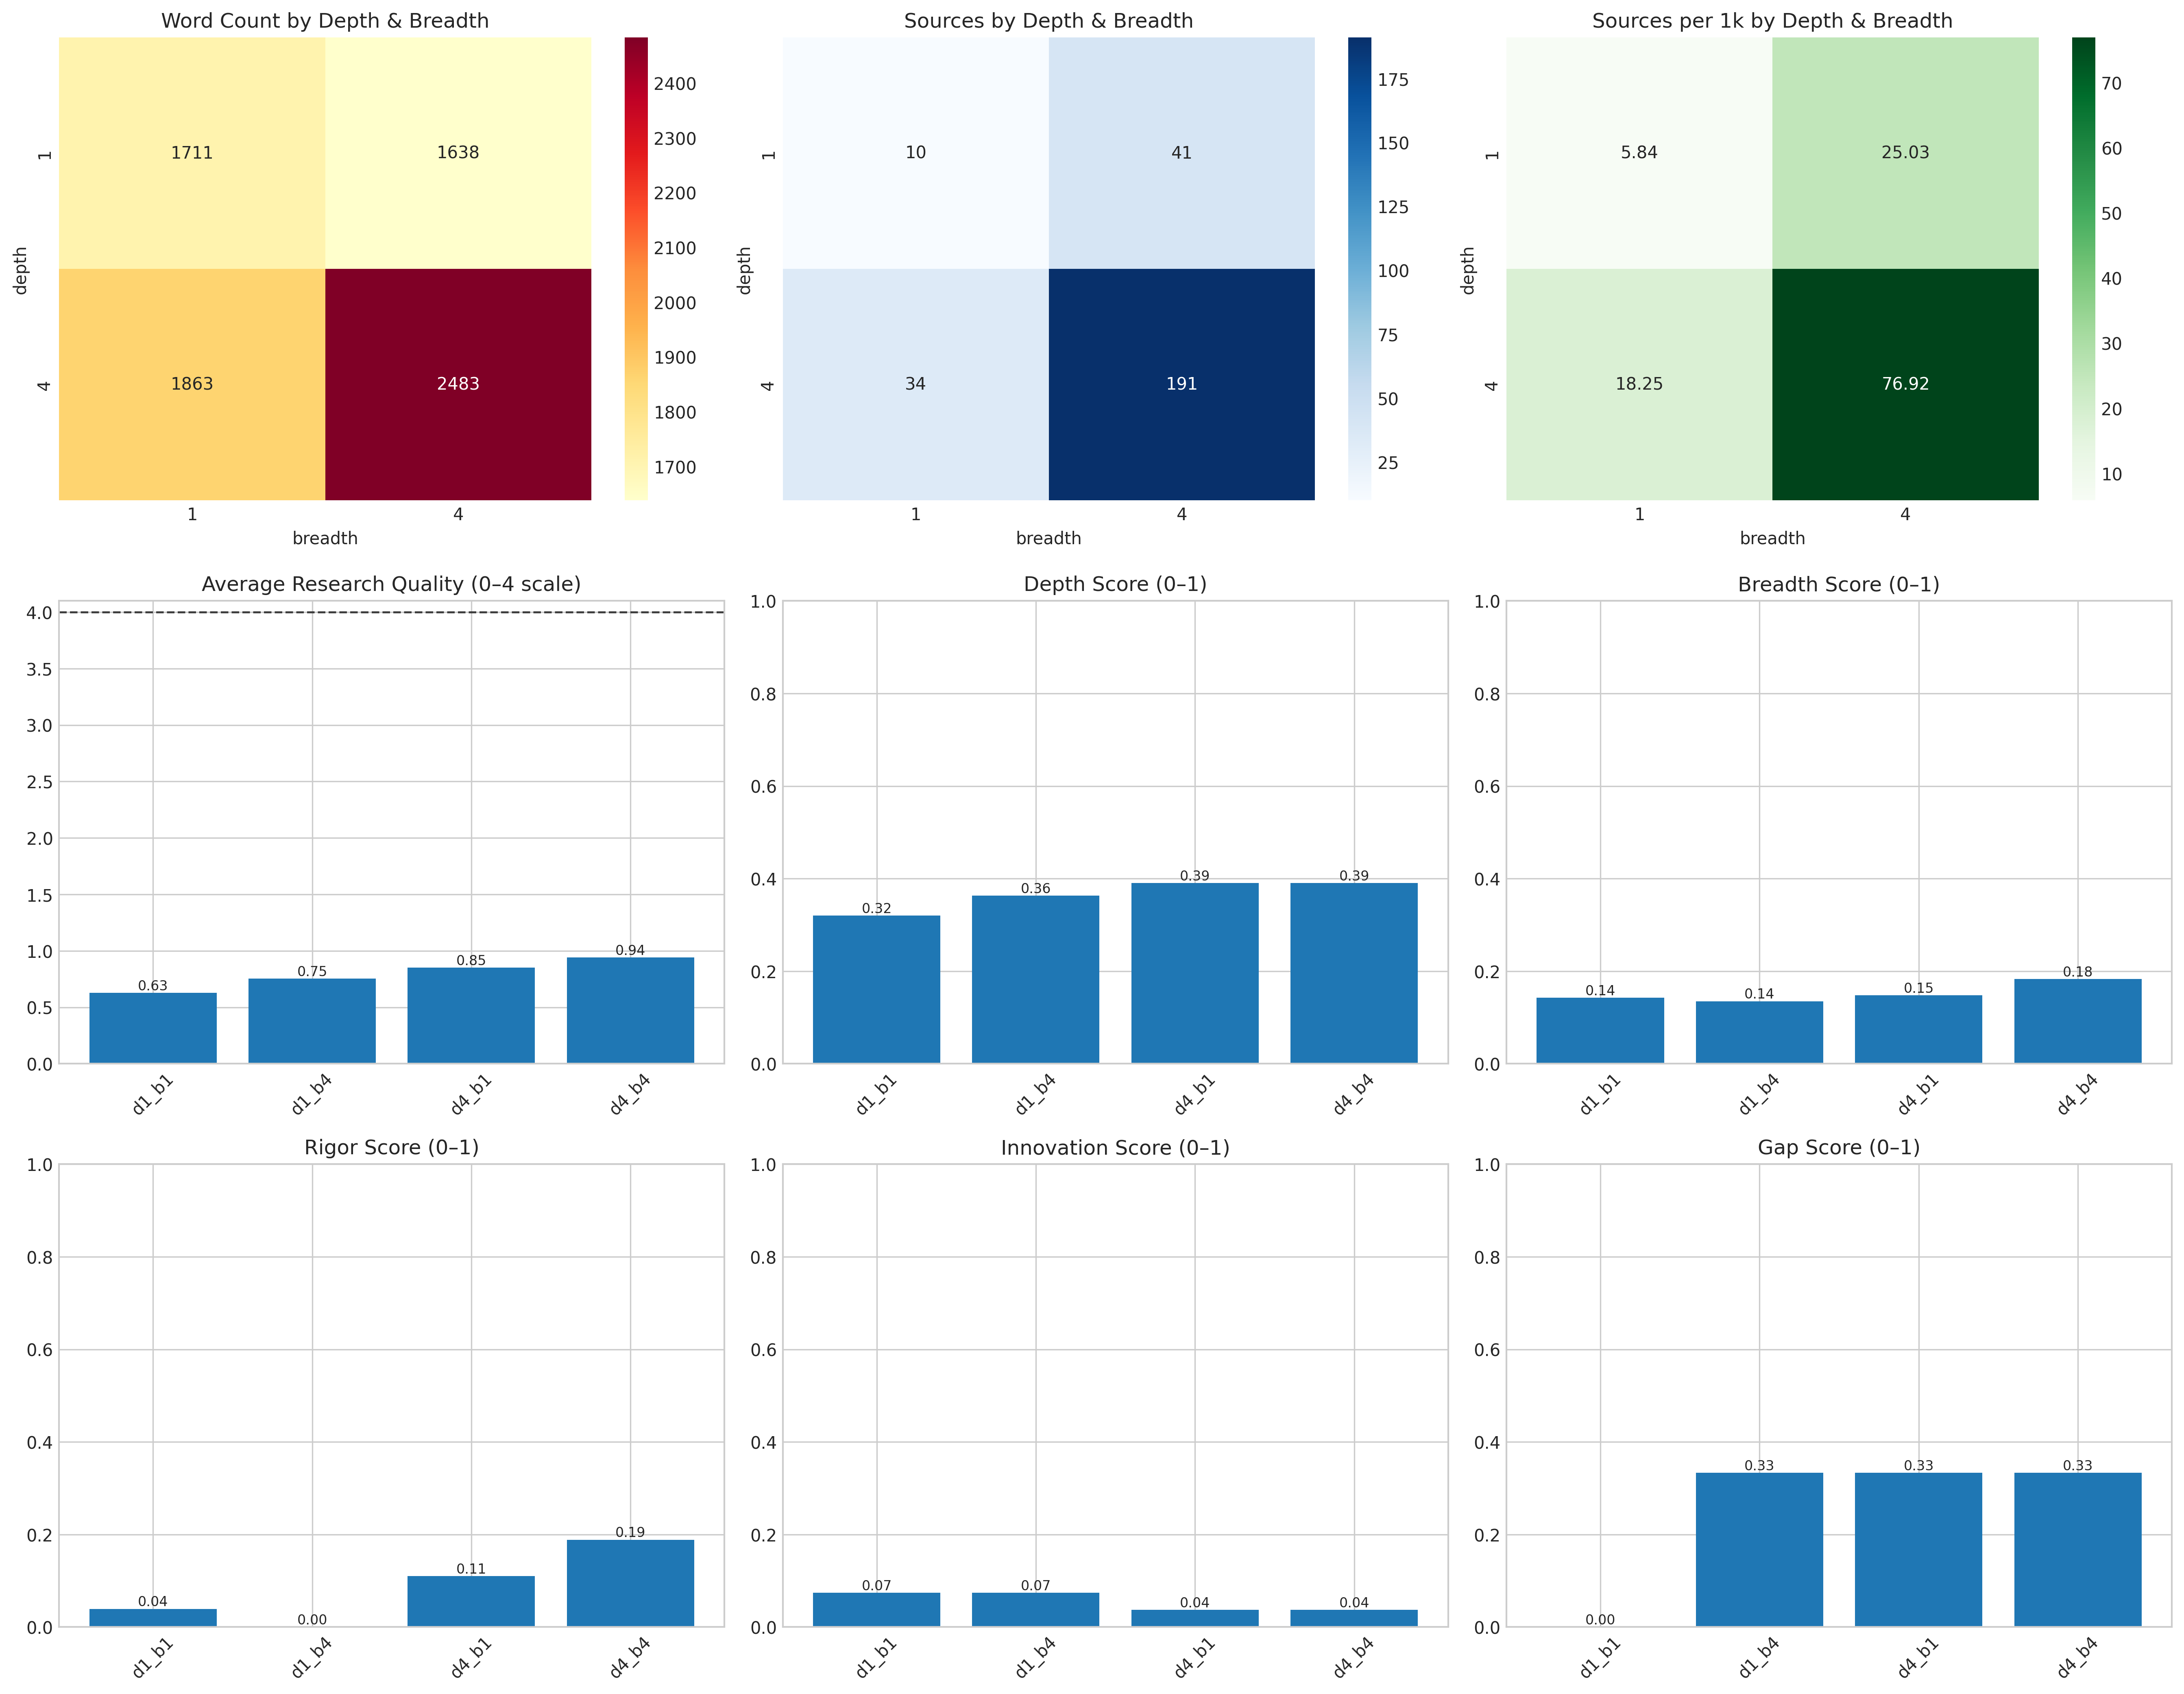 Word Count by Depth & Breadth
1711 1638
1863 2483
1
4
depth
1 4
breadth
2400
2300
2200
2100
2000
1900
1800
1700
Sources by Depth & Breadth
10 41
34 191
1
4
depth
1 4
breadth
175
150
125
100
75
50
25
Sources per 1k by Depth & Breadth
5.84 25.03
18.25 76.92
1
4
depth
1 4
breadth
70
60
50
40
30
20
10
Average Research Quality (0–4 scale)
4.0
3.5
3.0
2.5
2.0
1.5
1.0
0.5
0.0
0.63 0.75 0.85 0.94
d1_b1 d1_b4 d4_b1 d4_b4
Depth Score (0–1)
1.0
0.8
0.6
0.4
0.2
0.0
0.32 0.36 0.39 0.39
d1_b1 d1_b4 d4_b1 d4_b4
Breadth Score (0–1)
1.0
0.8
0.6
0.4
0.2
0.0
0.14 0.14 0.15 0.18
d1_b1 d1_b4 d4_b1 d4_b4
Rigor Score (0–1)
1.0
0.8
0.6
0.4
0.2
0.0
0.04 0.00 0.11 0.19
d1_b1 d1_b4 d4_b1 d4_b4
Innovation Score (0–1)
1.0
0.8
0.6
0.4
0.2
0.0
0.07 0.07 0.04 0.04
d1_b1 d1_b4 d4_b1 d4_b4
Gap Score (0–1)
1.0
0.8
0.6
0.4
0.2
0.0
0.00 0.33 0.33 0.33
d1_b1 d1_b4 d4_b1 d4_b4